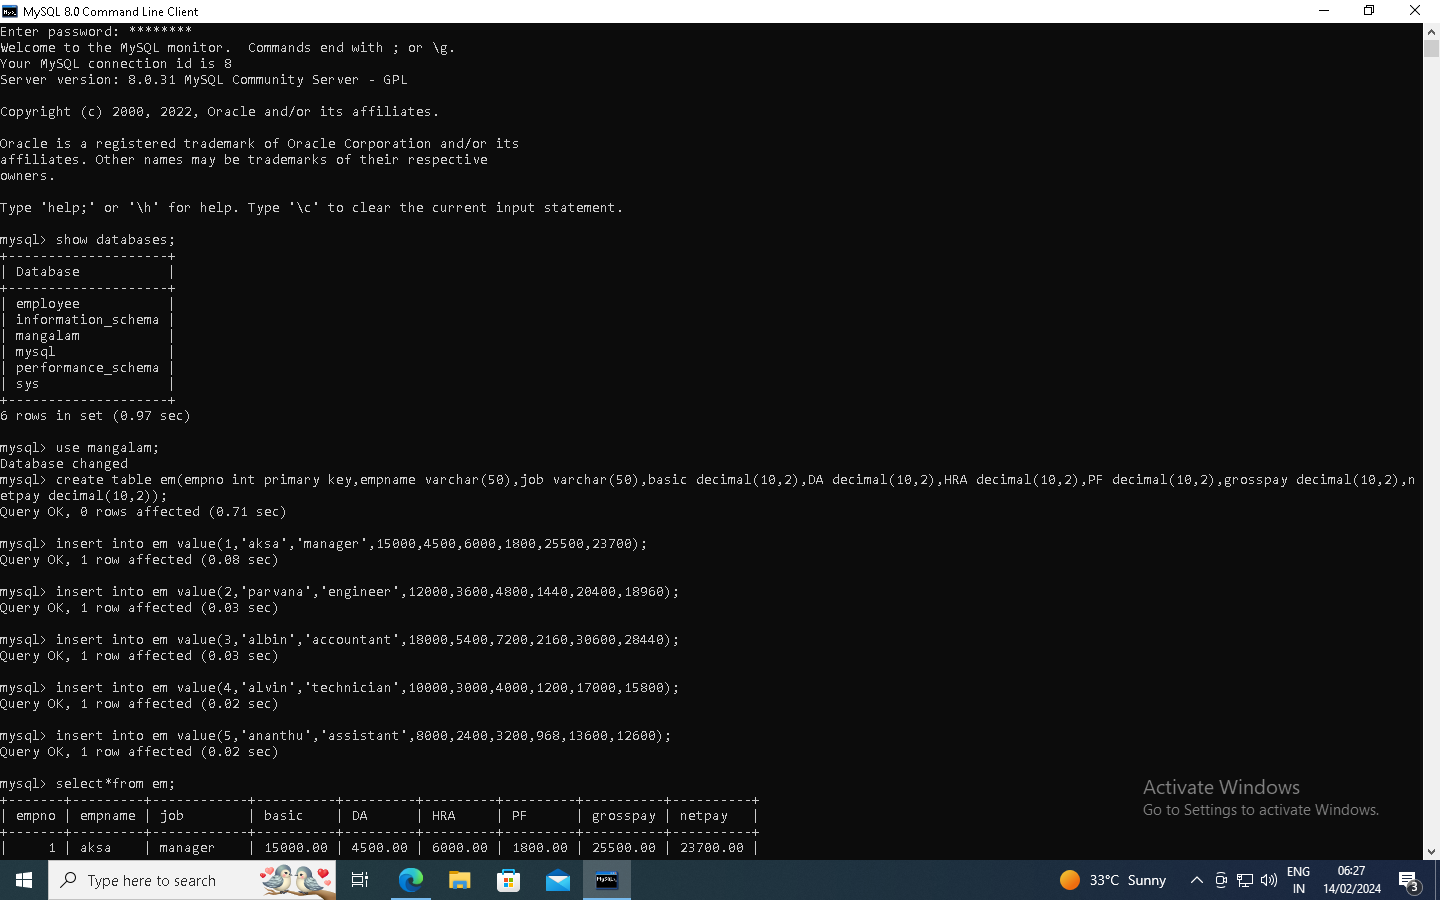 MySQL 8.0 Command Line Client
Enter password: ********
Welcome to the MySQL monitor.  Commands end with ; or \g.
Your MySQL connection id is 8
Server version: 8.0.31 MySQL Community Server - GPL
Copyright (c) 2000, 2022, Oracle and/or its affiliates.
Oracle is a registered trademark of Oracle Corporation and/or its
affiliates. Other names may be trademarks of their respective
owners.
Type 'help;' or '\h' for help. Type '\c' to clear the current input statement.
mysql> show databases;
+--------------------+
| Database           |
+--------------------+
| employee           |
| information_schema |
| mangalam           |
| mysql              |
| performance_schema |
| sys                |
+--------------------+
6 rows in set (0.97 sec)
mysql> use mangalam;
Database changed
mysql> create table em(empno int primary key,empname varchar(50),job varchar(50),basic decimal(10,2),DA decimal(10,2),HRA decimal(10,2),PF decimal(10,2),grosspay decimal(10,2),n
etpay decimal(10,2));
Query OK, 0 rows affected (0.71 sec)
mysql> insert into em value(1,'aksa','manager',15000,4500,6000,1800,25500,23700);
Query OK, 1 row affected (0.08 sec)
mysql> insert into em value(2,'parvana','engineer',12000,3600,4800,1440,20400,18960);
Query OK, 1 row affected (0.03 sec)
mysql> insert into em value(3,'albin','accountant',18000,5400,7200,2160,30600,28440);
Query OK, 1 row affected (0.03 sec)
mysql> insert into em value(4,'alvin','technician',10000,3000,4000,1200,17000,15800);
Query OK, 1 row affected (0.02 sec)
mysql> insert into em value(5,'ananthu','assistant',8000,2400,3200,968,13600,12600);
Query OK, 1 row affected (0.02 sec)
mysql> select*from em;
+-------+---------+------------+----------+---------+---------+---------+----------+----------+
| empno | empname | job        | basic    | DA      | HRA     | PF      | grosspay | netpay   |
+-------+---------+------------+----------+---------+---------+---------+----------+----------+
|     1 | aksa    | manager    | 15000.00 | 4500.00 | 6000.00 | 1800.00 | 25500.00 | 23700.00 |
Activate Windows
Go to Settings to activate Windows.
Type here to search
MySQL
33°C Sunny
ENG
IN
06:27
14/02/2024
3